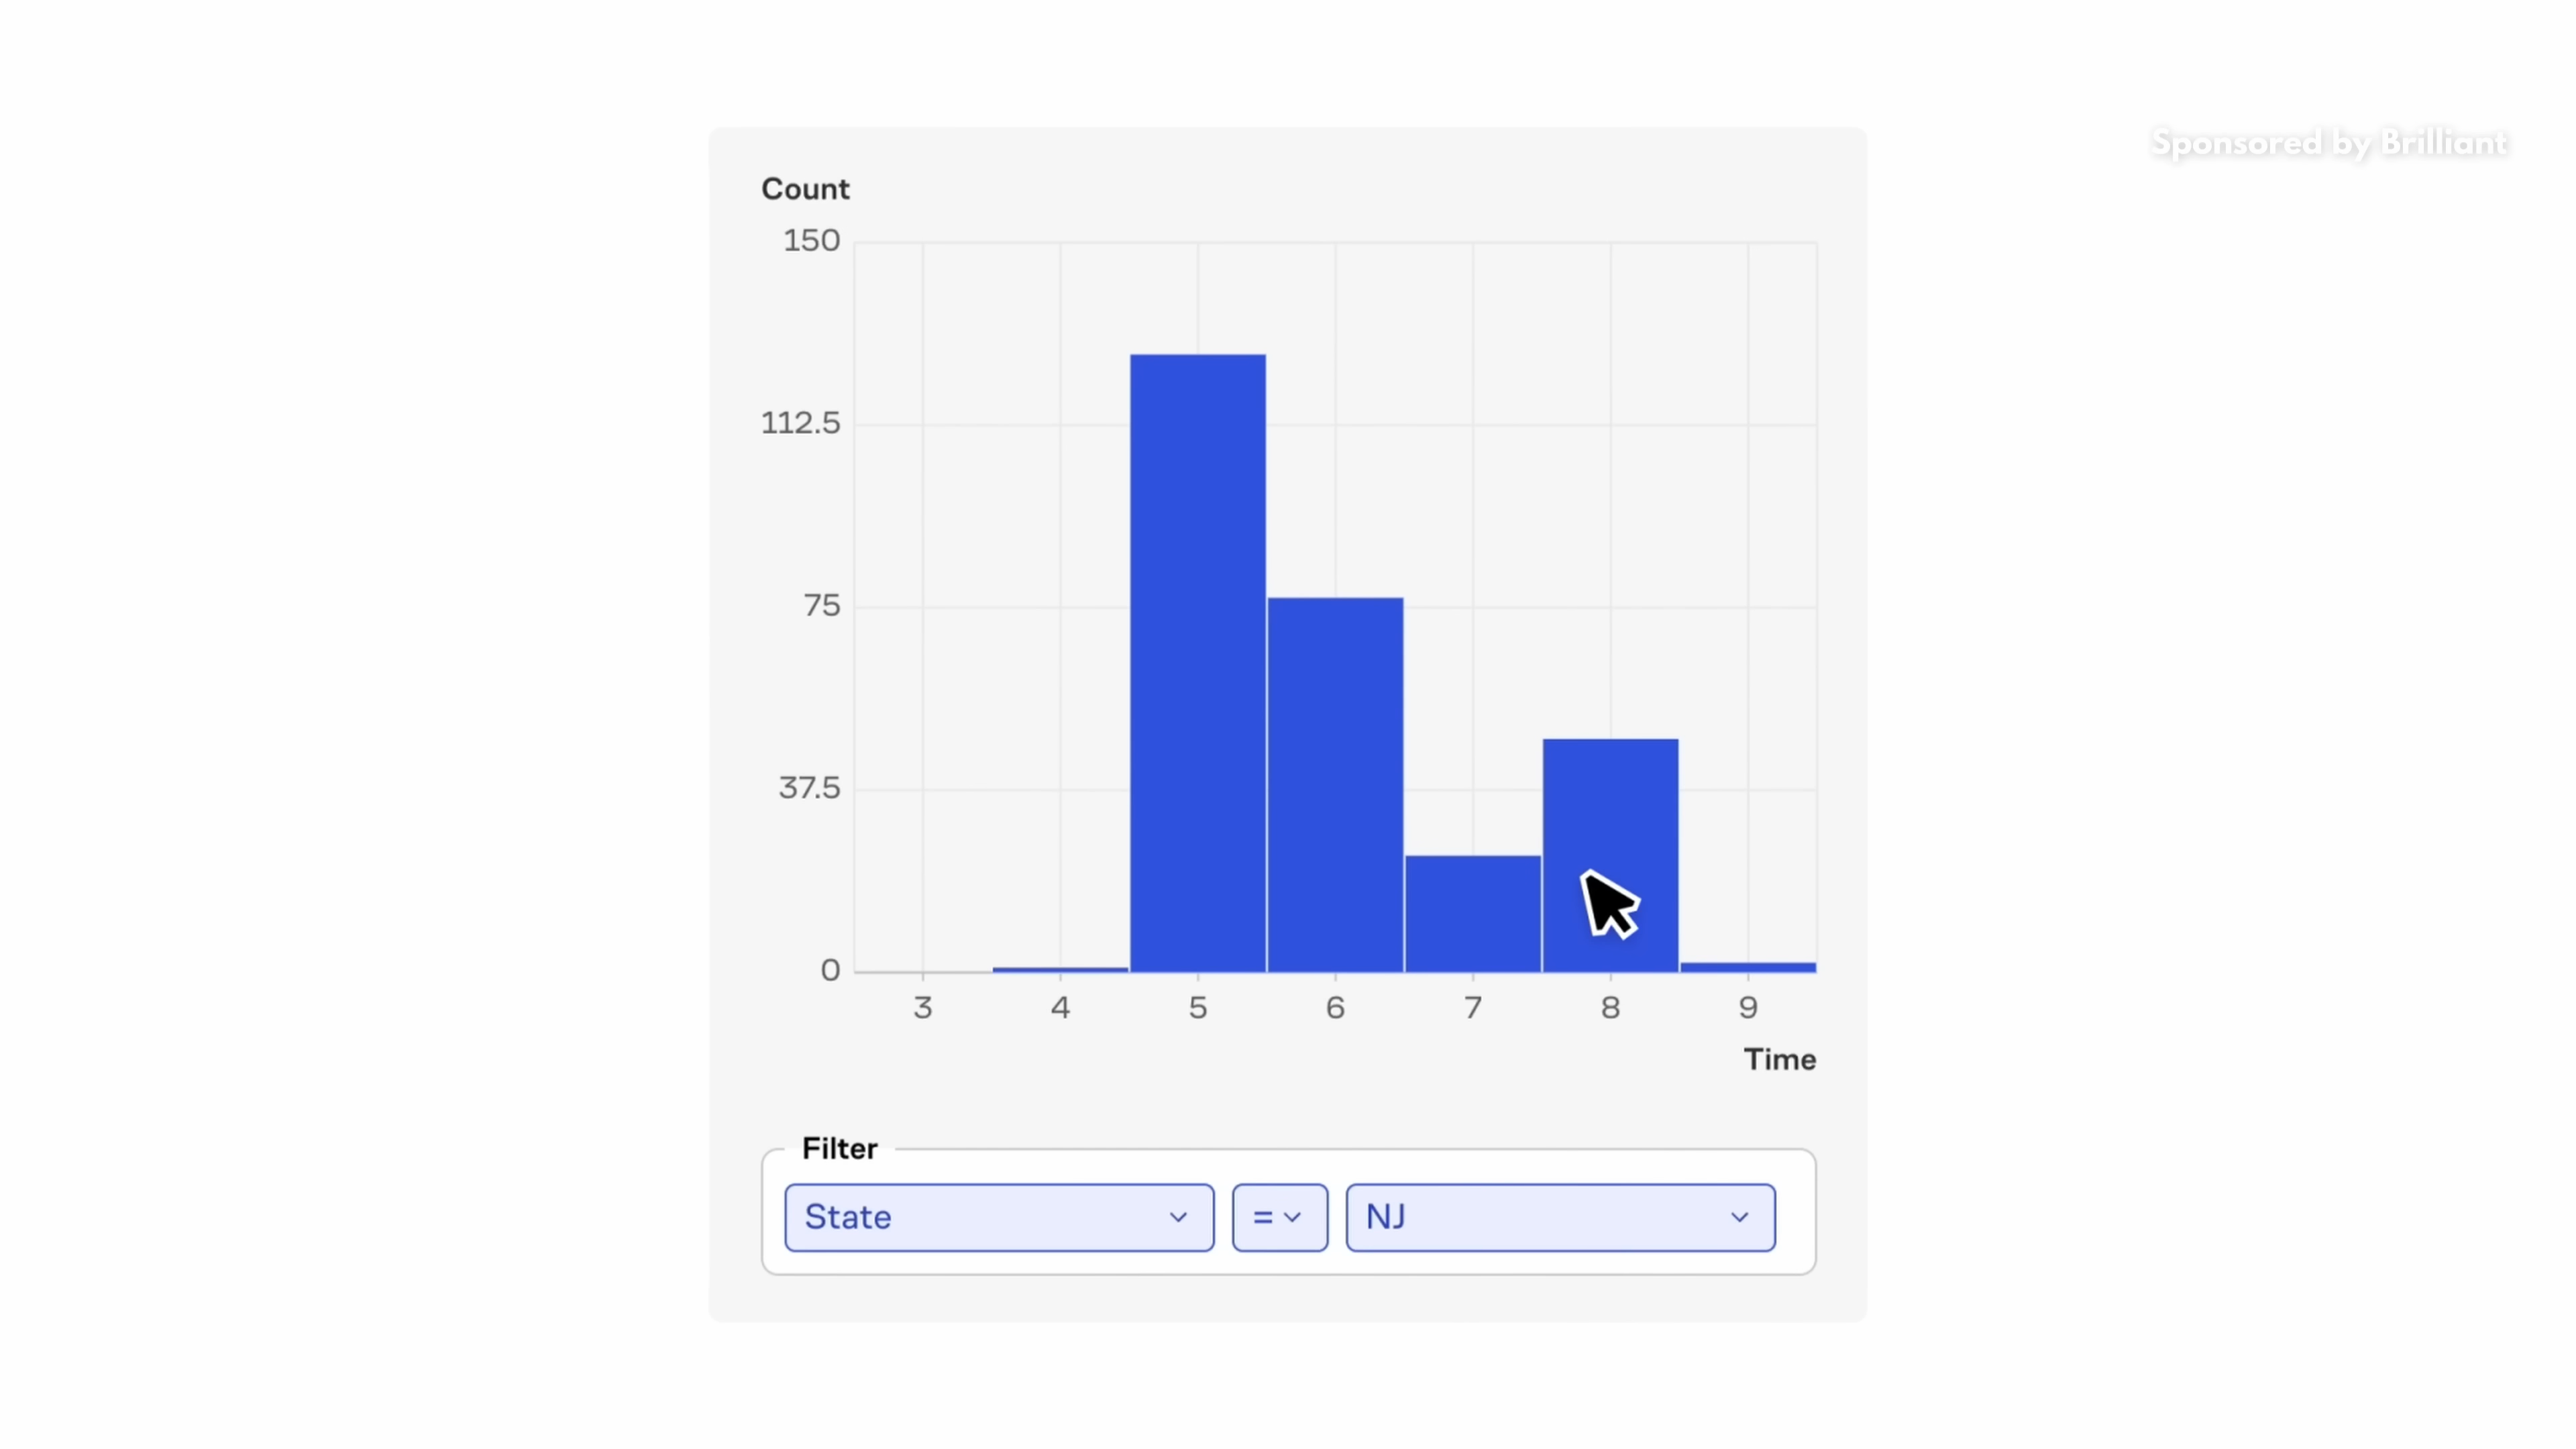 Sponsored by Brilliant
Count
150
112.5
75
37.5
0
3 4 5 6 7 8 9
Time
Filter
State = NJ